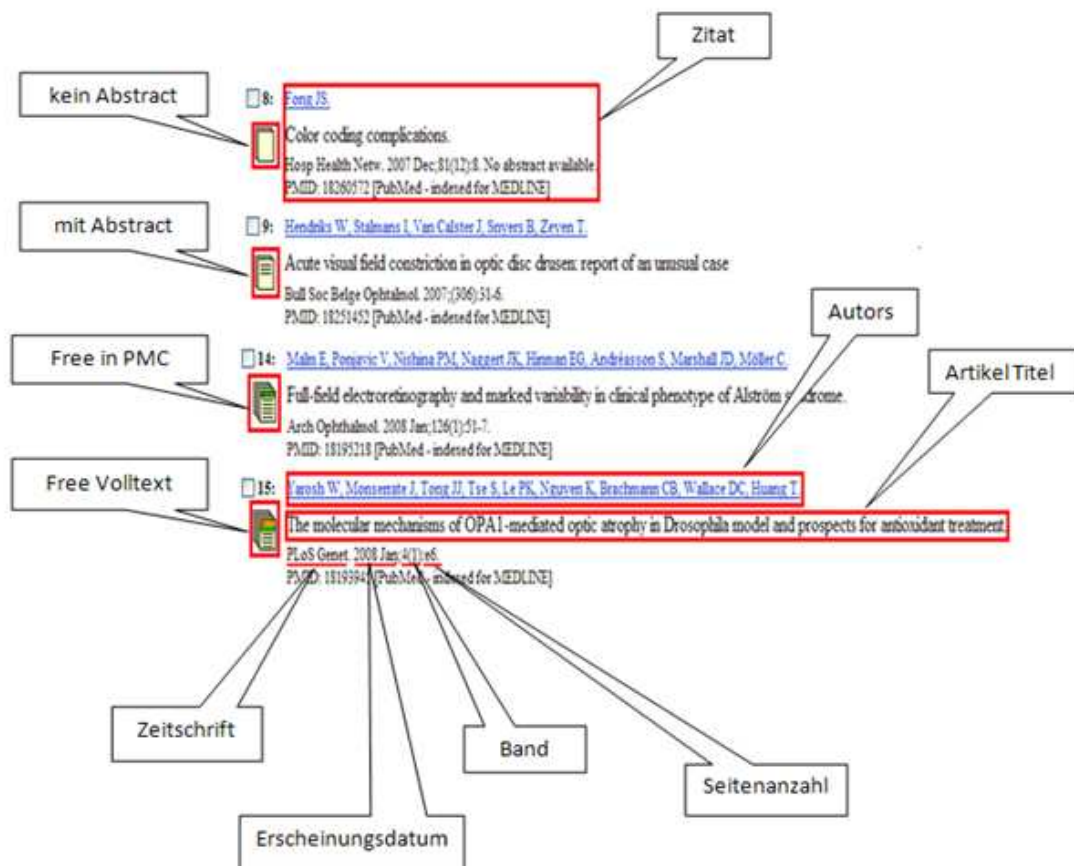 Zitat
kein Abstract
8: Fong JS.
Color coding complications.
Hosp Health Netw. 2007 Dec;81(12):8. No abstract available.
PMID: 18260572 [PubMed - indexed for MEDLINE]
mit Abstract
9: Hendriks W, Stalmans I, Van Calster J, Snyers B, Zeyen T.
Acute visual field constriction in optic disc drusen: report of an unusual case
Bull Soc Belge Ophtalmol. 2007;(306):31-6.
PMID: 18251452 [PubMed - indexed for MEDLINE]
Autors
Free in PMC
14: Malm E, Ponjavic V, Nishina PM, Naggert JK, Hinman EG, Andréasson S, Marshall JD, Möller C.
Artikel Titel
Full-field electroretinography and marked variability in clinical phenotype of Alström syndrome.
Arch Ophthalmol. 2008 Jan;126(1):51-7.
PMID: 18195218 [PubMed - indexed for MEDLINE]
Free Volltext
15: Yarosh W, Monserrate J, Tong JJ, Tse S, Le PK, Nguyen K, Brachmann CB, Wallace DC, Huang T.
The molecular mechanisms of OPA1-mediated optic atrophy in Drosophila model and prospects for antioxidant treatment.
PLoS Genet. 2008 Jan;4(1):e6.
PMID: [PubMed - indexed for MEDLINE]
Zeitschrift
Band
Seitenanzahl
Erscheinungsdatum